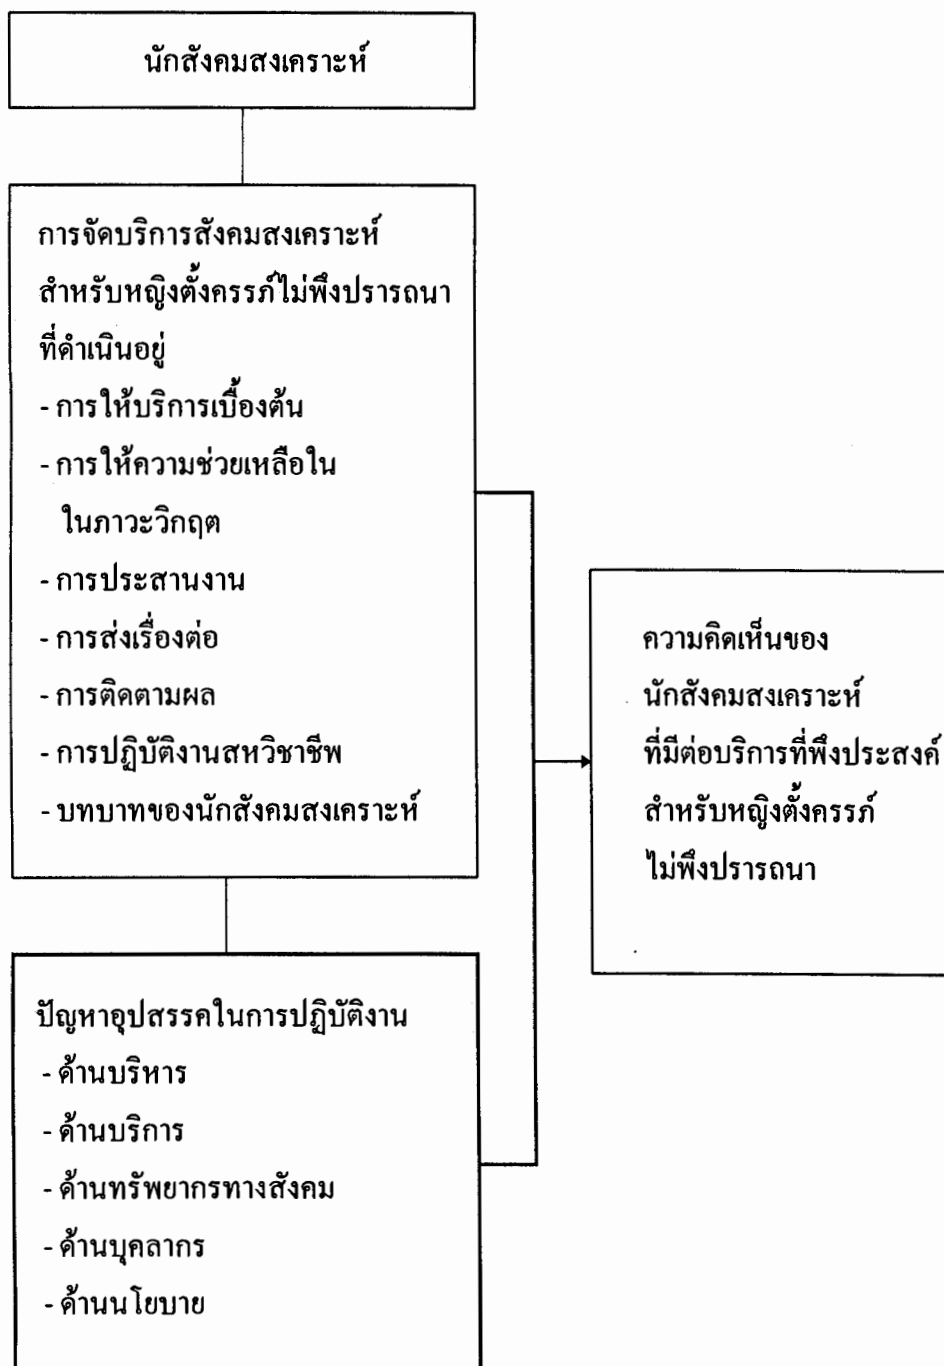 นักสังคมสงเคราะห์
การจัดบริการสังคมสงเคราะห์
สำหรับหญิงตั้งครรภ์ไม่พึงปรารถนา
ที่ดำเนินอยู่
- การให้บริการเบื้องต้น
- การให้ความช่วยเหลือใน
ในภาวะวิกฤต
- การประสานงาน
- การส่งเรื่องต่อ
- การติดตามผล
- การปฏิบัติงานสหวิชาชีพ
- บทบาทของนักสังคมสงเคราะห์
ความคิดเห็นของ
นักสังคมสงเคราะห์
ที่มีต่อบริการที่พึงประสงค์
สำหรับหญิงตั้งครรภ์
ไม่พึงปรารถนา
ปัญหาอุปสรรคในการปฏิบัติงาน
- ด้านบริหาร
- ด้านบริการ
- ด้านทรัพยากรทางสังคม
- ด้านบุคลากร
- ด้านนโยบาย